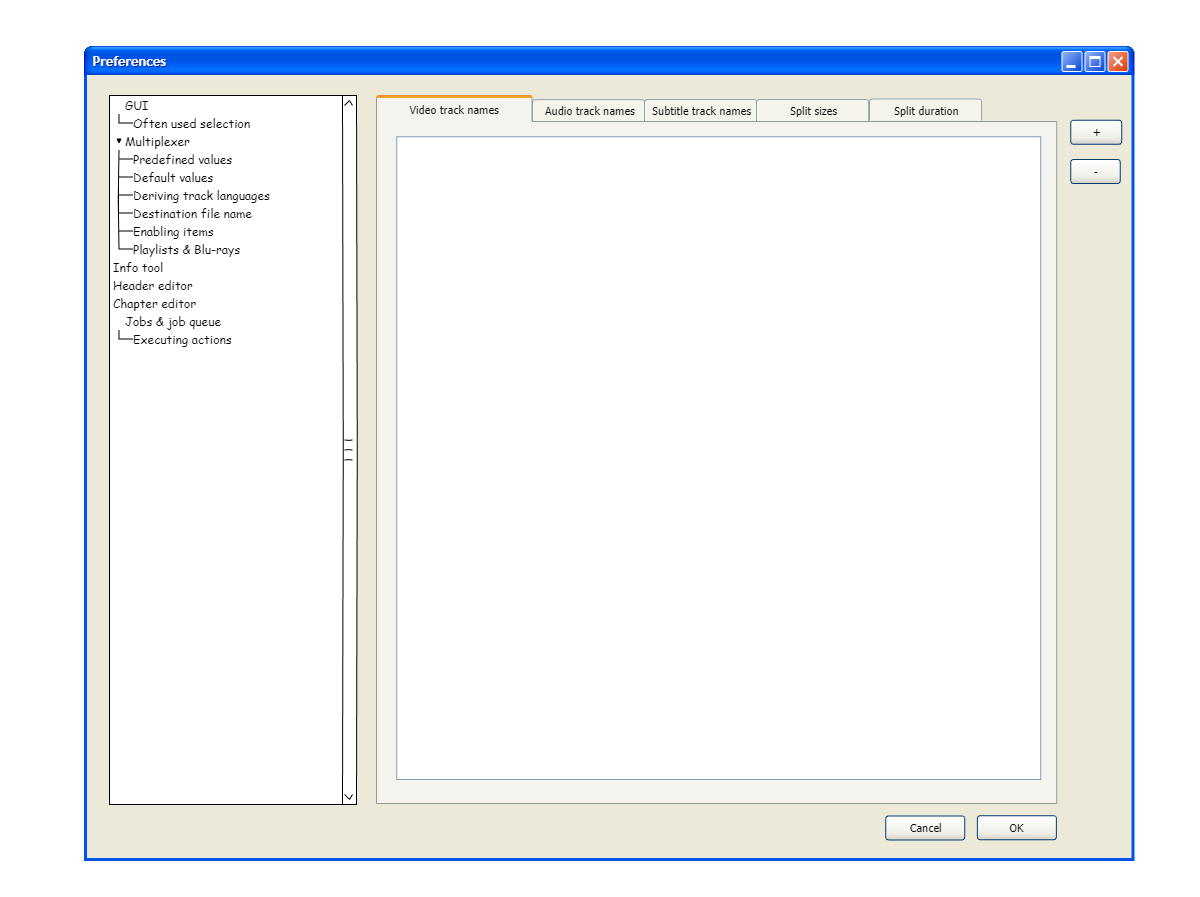 Preferences
GUI
Often used selection
Multiplexer
Predefined values
Default values
Deriving track languages
Destination file name
Enabling items
Playlists & Blu-rays
Info tool
Header editor
Chapter editor
Jobs & job queue
Executing actions
Video track names
Audio track names
Subtitle track names
Split sizes
Split duration
+
-
Cancel
OK